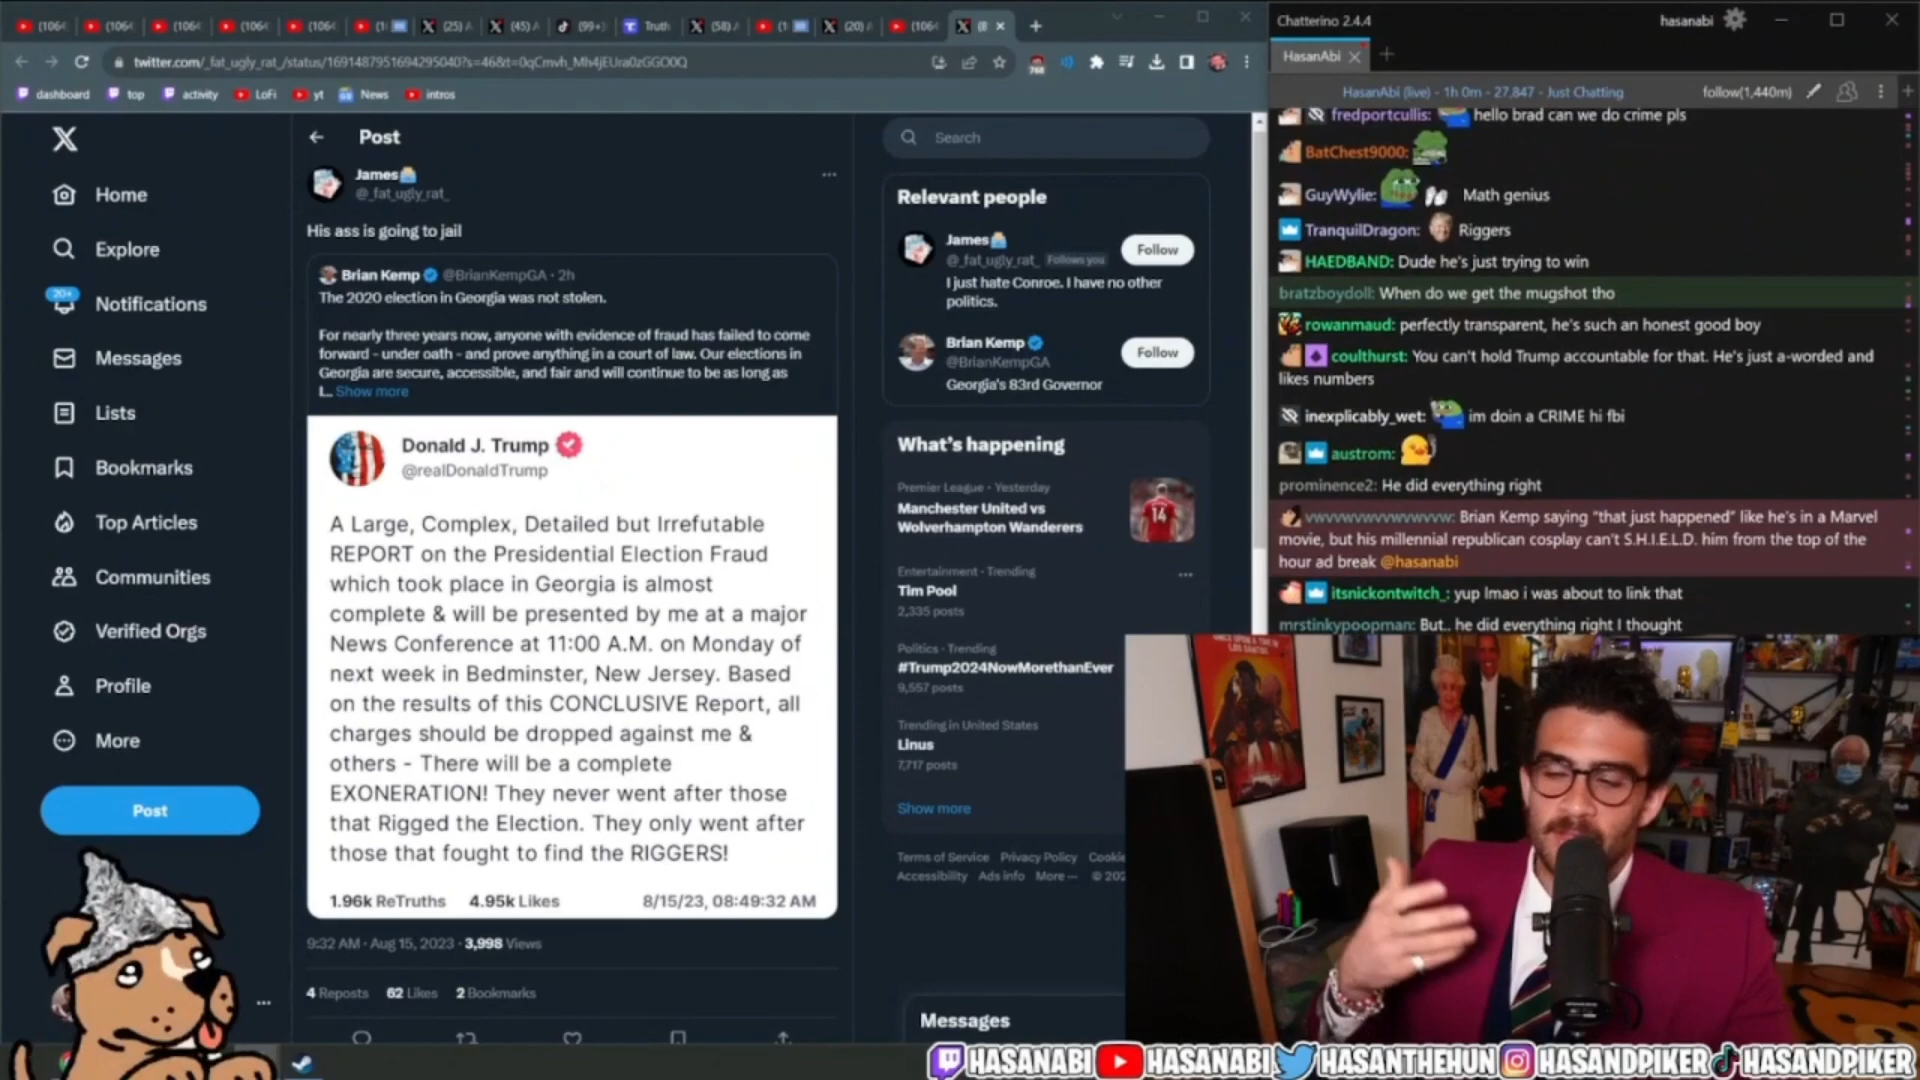 (106
(106
(106
(106
(106
(1
(25) A
(45) A
(99+
Truth
(58) /
(1
(20) A
(106
(8
twitter.com/_fat_ugly_rat_/status/1691487951694295040?s=46&t=0qCmvh_Mh4jEUra0zGGO0Q
768
dashboard
top
activity
LoFi
yt
News
intros
Home
Explore
20+
Notifications
Messages
Lists
Bookmarks
Top Articles
Communities
Verified Orgs
Profile
More
Post
Post
James
@_fat_ugly_rat_
His ass is going to jail
Brian Kemp @BrianKempGA · 2h
The 2020 election in Georgia was not stolen.
For nearly three years now, anyone with evidence of fraud has failed to come
forward - under oath - and prove anything in a court of law. Our elections in
Georgia are secure, accessible, and fair and will continue to be as long as
I... Show more
Donald J. Trump
@realDonaldTrump
A Large, Complex, Detailed but Irrefutable
REPORT on the Presidential Election Fraud
which took place in Georgia is almost
complete & will be presented by me at a major
News Conference at 11:00 A.M. on Monday of
next week in Bedminster, New Jersey. Based
on the results of this CONCLUSIVE Report, all
charges should be dropped against me &
others - There will be a complete
EXONERATION! They never went after those
that Rigged the Election. They only went after
those that fought to find the RIGGERS!
1.96k ReTruths 4.95k Likes 8/15/23, 08:49:32 AM
9:32 AM · Aug 15, 2023 · 3,998 Views
4 Reposts 62 Likes 2 Bookmarks
Search
Relevant people
James
@_fat_ugly_rat_ Follows you
Follow
I just hate Conroe. I have no other
politics.
Brian Kemp
@BrianKempGA
Follow
Georgia's 83rd Governor
What's happening
Premier League · Yesterday
Manchester United vs
Wolverhampton Wanderers
14
Entertainment · Trending
Tim Pool
2,335 posts
Politics · Trending
#Trump2024NowMorethanEver
9,557 posts
Trending in United States
Linus
7,717 posts
Show more
Terms of Service Privacy Policy Cookie
Accessibility Ads info More ··· © 202
Messages
Chatterino 2.4.4
hasanabi
HasanAbi
HasanAbi (live) - 1h 0m - 27,847 - Just Chatting
follow(1,440m)
fredportcullis: hello brad can we do crime pls
BatChest9000:
GuyWylie: Math genius
TranquilDragon: Riggers
HAEDBAND: Dude he's just trying to win
bratzboydoll: When do we get the mugshot tho
rowanmaud: perfectly transparent, he's such an honest good boy
coulthurst: You can't hold Trump accountable for that. He's just a-worded and
likes numbers
inexplicably_wet: im doin a CRIME hi fbi
austrom:
prominence2: He did everything right
Brian Kemp saying "that just happened" like he's in a Marvel
movie, but his millennial republican cosplay can't S.H.I.E.L.D. him from the top of the
hour ad break @hasanabi
itsnickontwitch_: yup lmao i was about to link that
mrstinkypoopman: But.. he did everything right I thought
LOS SANTOS
HASANABI HASANABI HASANTHEHUN HASANDPIKER HASANDPIKER